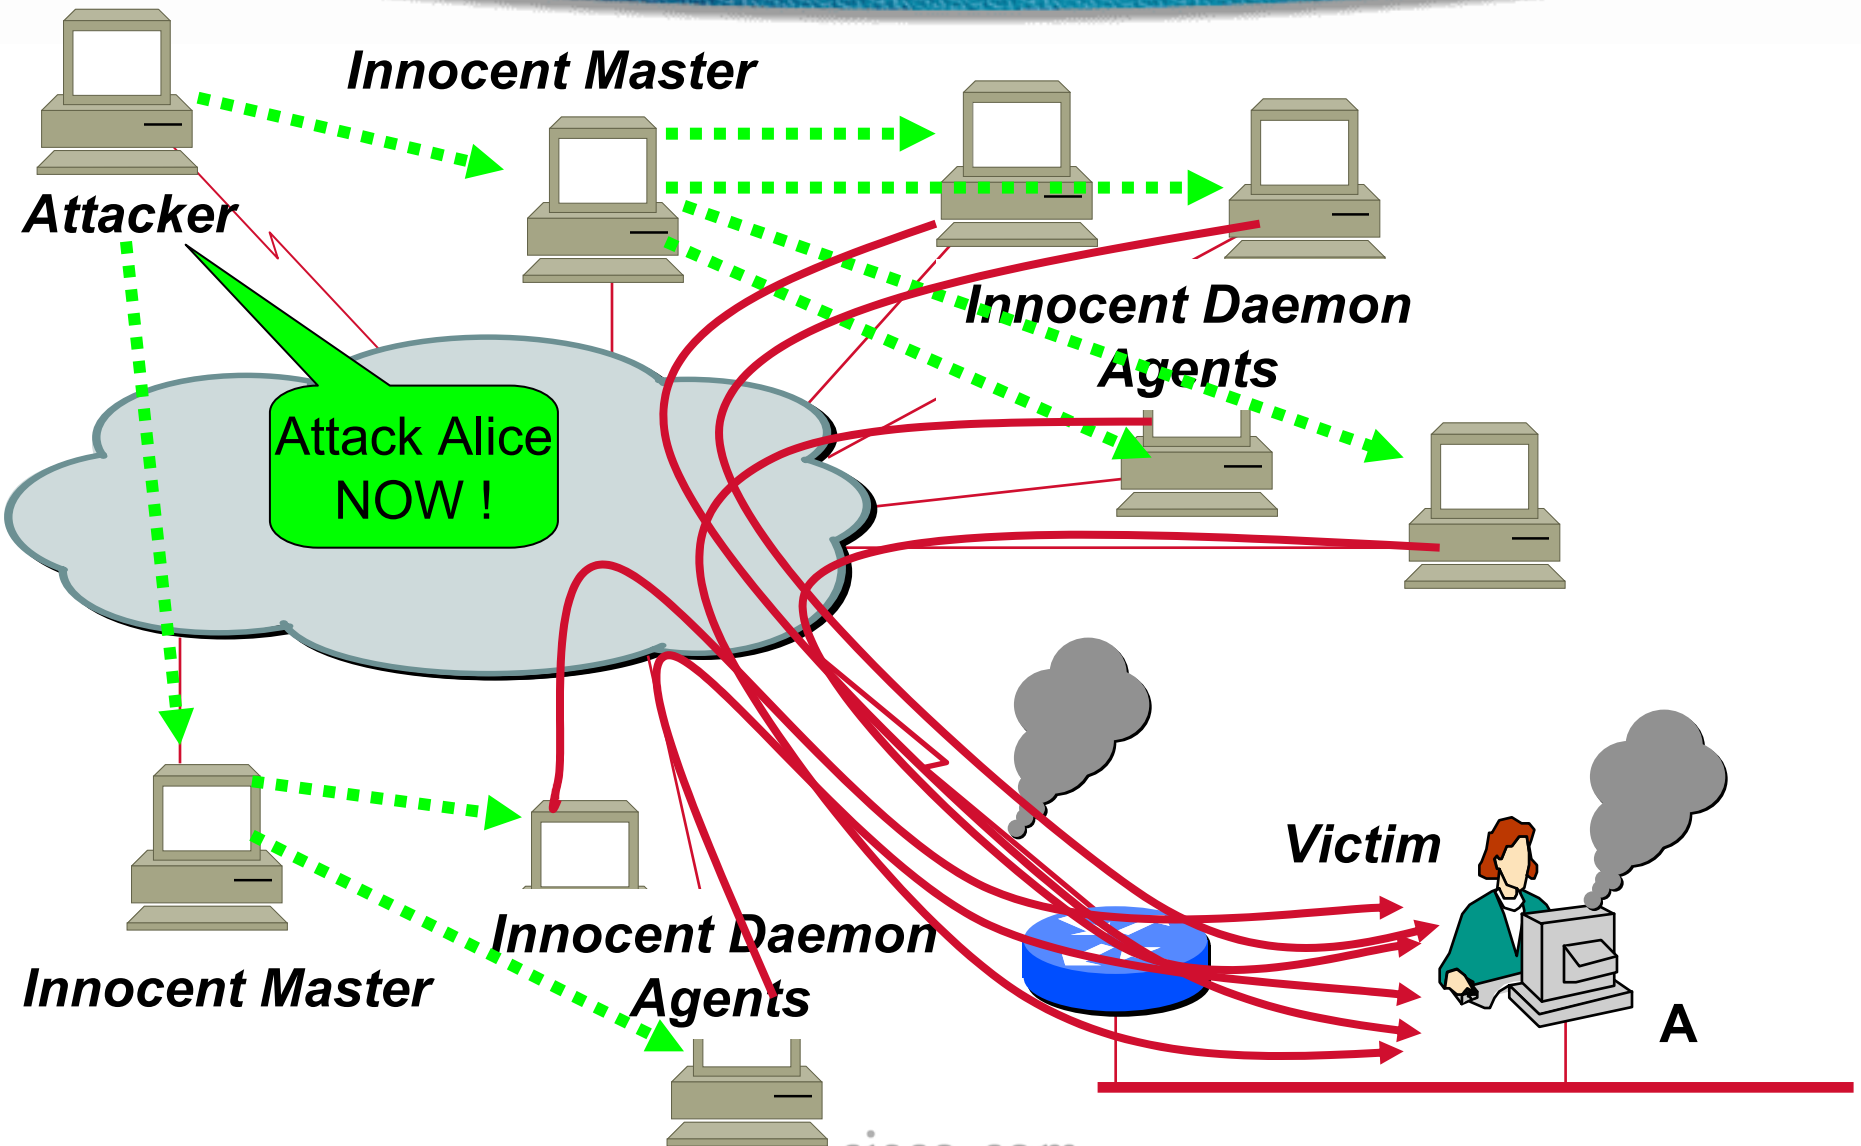 Innocent Master
Attacker
Innocent Daemon
Agents
Attack Alice
NOW !
Victim
Innocent Daemon
Agents
Innocent Master
A